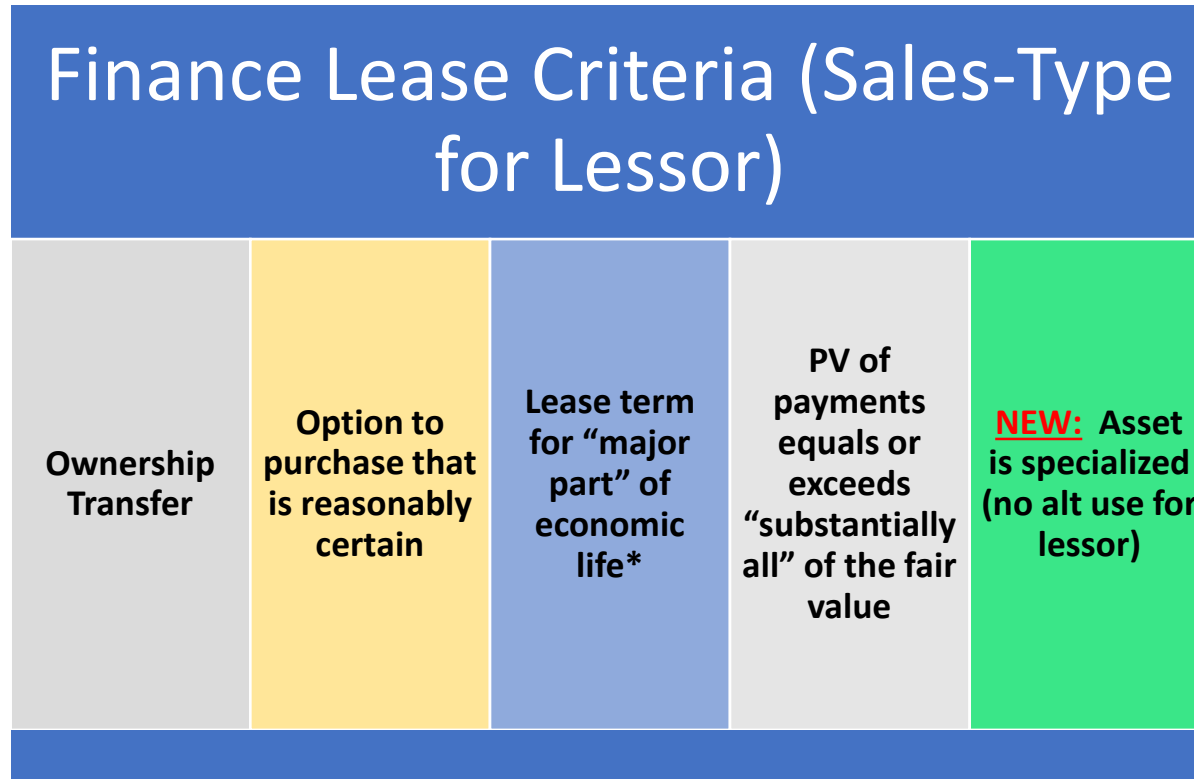 Finance Lease Criteria (Sales-Type
for Lessor)
Ownership
Transfer
Option to
purchase that
is reasonably
certain
Lease term
for “major
part” of
economic
life*
PV of
payments
equals or
exceeds
“substantially
all” of the fair
value
NEW: Asset
is specialized
(no alt use for
lessor)